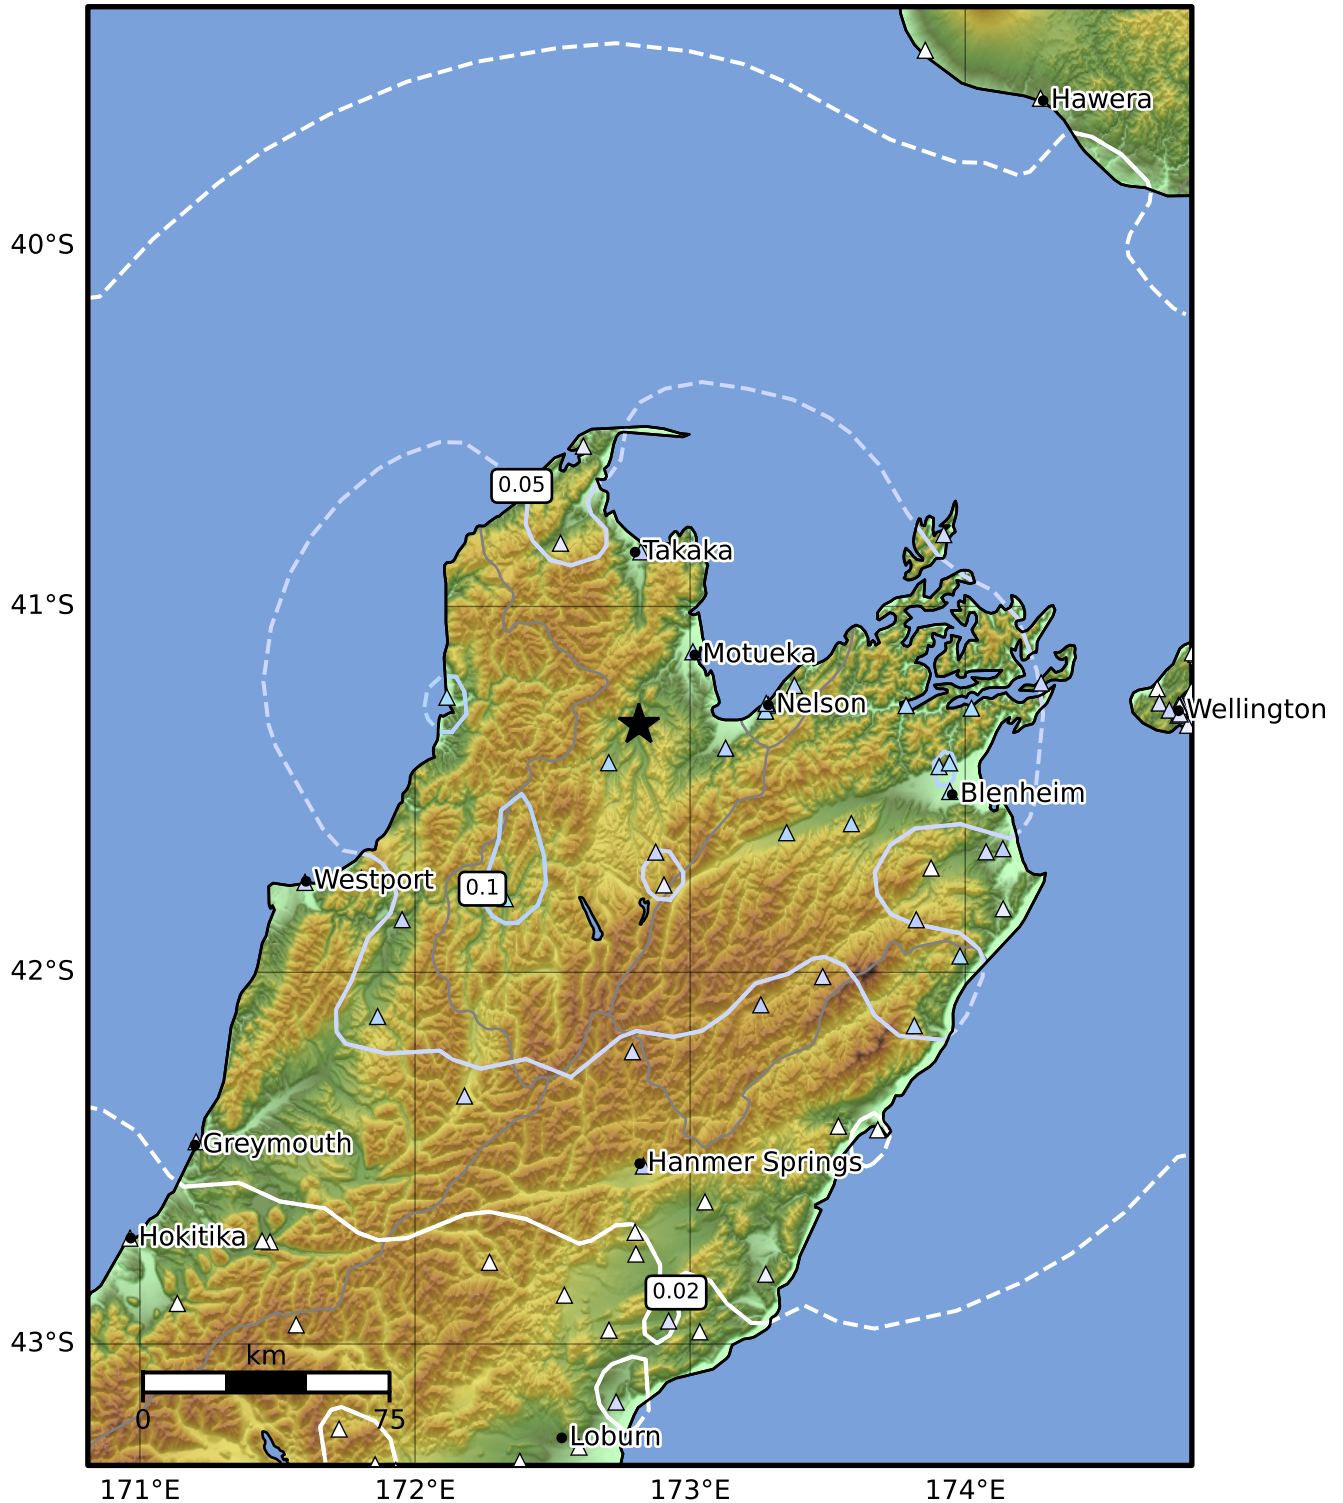 Hawera
40°S
0.05
Takaka
41°S
Motueka
Nelson
Wellington
Blenheim
Westport
0.1
42°S
Greymouth
Hanmer Springs
Hokitika
0.02
43°S
km
0
75
Loburn
171°E
172°E
173°E
174°E